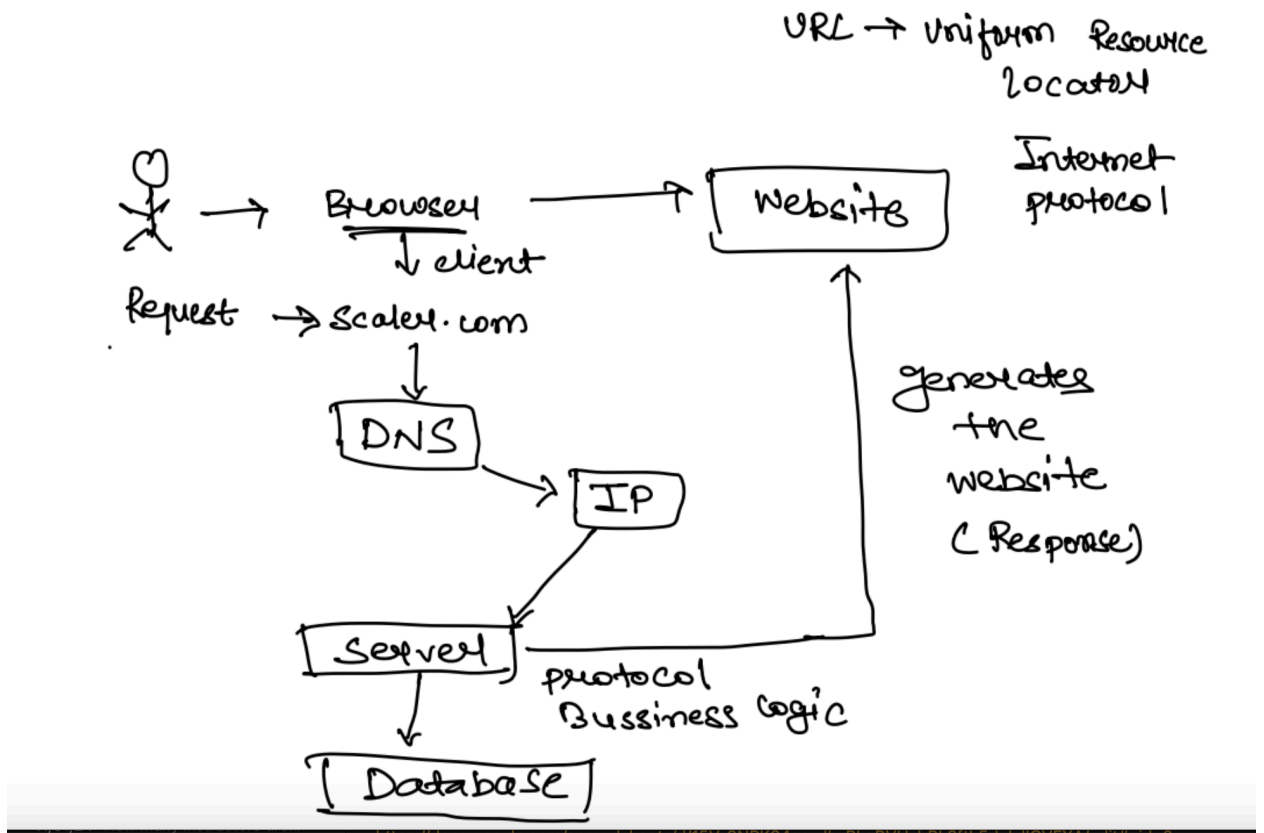 URL → Uniform Resource
locator
Internet
protocol
Browser
Website
client
Request → Scaler.com
DNS
IP
generates
the
website
(Response)
Server
protocol
Bussiness logic
Database